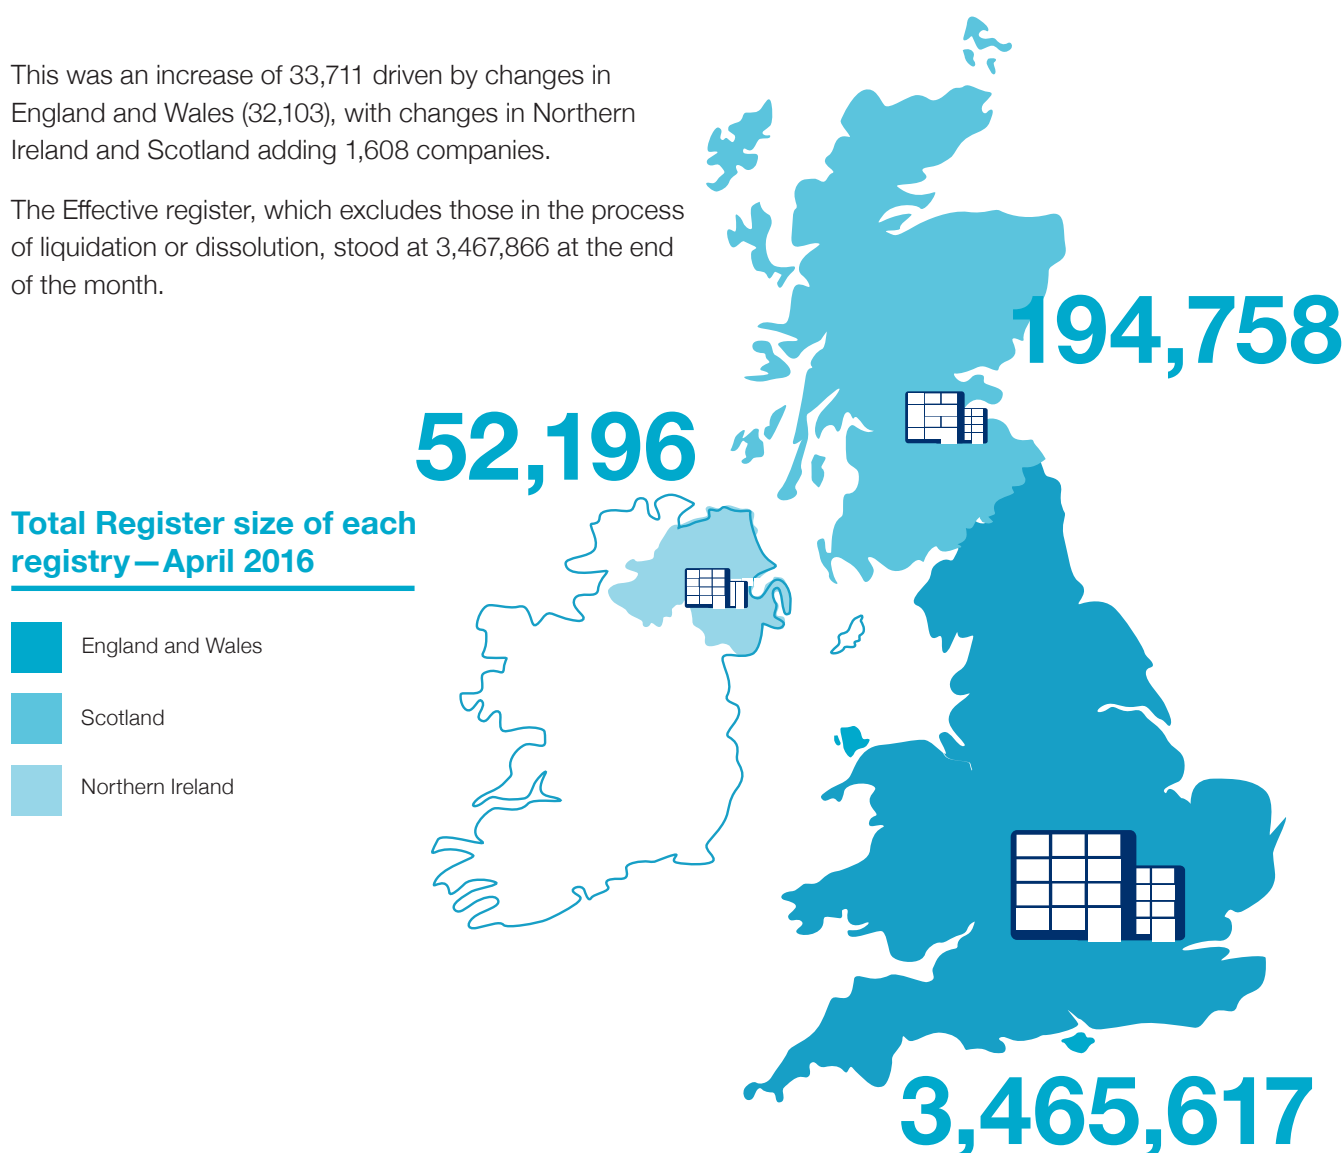 This was an increase of 33,711 driven by changes in
England and Wales (32,103), with changes in Northern
Ireland and Scotland adding 1,608 companies.
The Effective register, which excludes those in the process
of liquidation or dissolution, stood at 3,467,866 at the end
of the month.
194,758
52,196
Total Register size of each
registry—April 2016
England and Wales
Scotland
Northern Ireland
3,465,617